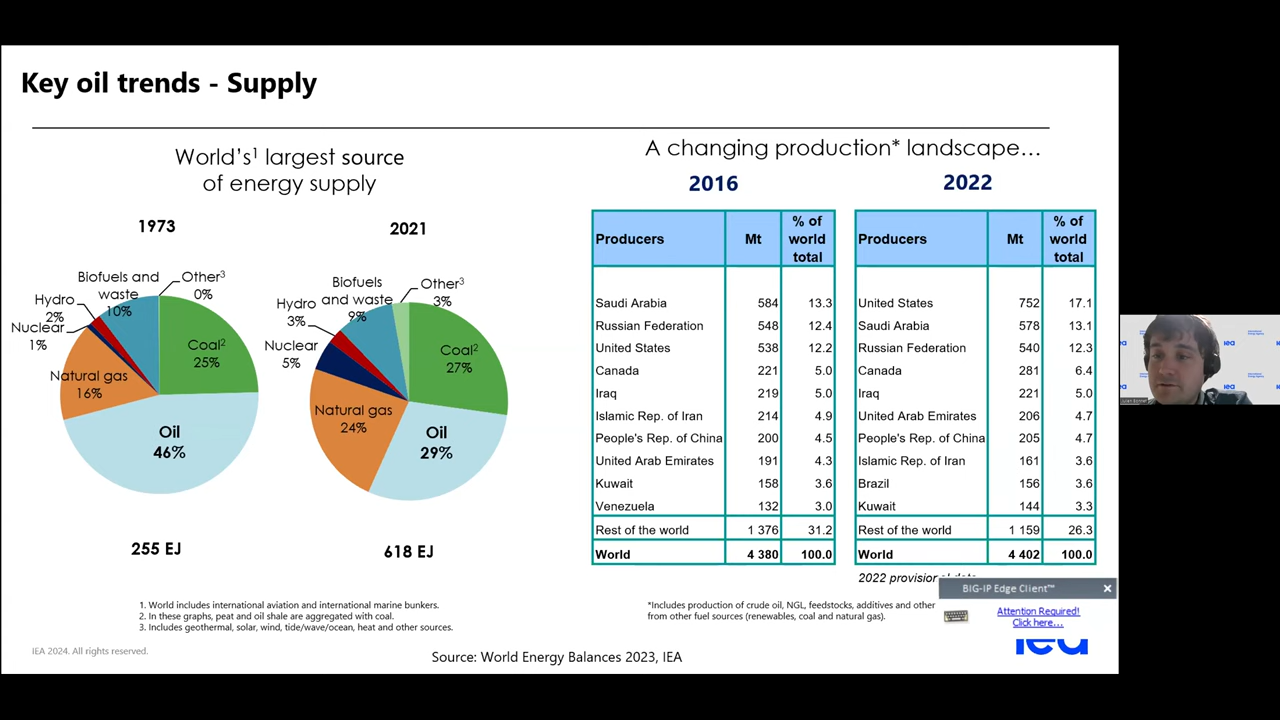 Key oil trends - Supply
World's¹ largest source
of energy supply
1973
Other³
0%
Biofuels and
waste
10%
Hydro
2%
Nuclear
1%
Natural gas
16%
Coal²
25%
Oil
46%
255 EJ
2021
Other³
3%
Biofuels
and waste
9%
Hydro
3%
Nuclear
5%
Natural gas
24%
Coal²
27%
Oil
29%
618 EJ
1. World includes international aviation and international marine bunkers.
2. In these graphs, peat and oil shale are aggregated with coal.
3. Includes geothermal, solar, wind, tide/wave/ocean, heat and other sources.
A changing production* landscape...
2016
Producers Mt % of world total
Saudi Arabia 584 13.3
Russian Federation 548 12.4
United States 538 12.2
Canada 221 5.0
Iraq 219 5.0
Islamic Rep. of Iran 214 4.9
People's Rep. of China 200 4.5
United Arab Emirates 191 4.3
Kuwait 158 3.6
Venezuela 132 3.0
Rest of the world 1 376 31.2
World 4 380 100.0
2022
Producers Mt % of world total
United States 752 17.1
Saudi Arabia 578 13.1
Russian Federation 540 12.3
Canada 281 6.4
Iraq 221 5.0
United Arab Emirates 206 4.7
People's Rep. of China 205 4.7
Islamic Rep. of Iran 161 3.6
Brazil 156 3.6
Kuwait 144 3.3
Rest of the world 1 159 26.3
World 4 402 100.0
2022
*Includes production of crude oil, NGL, feedstocks, additives and other
from other fuel sources (renewables, coal and natural gas).
BIG-IP Edge Client™
Attention Required!
Click here...
iea
IEA 2024. All rights reserved.
Source: World Energy Balances 2023, IEA
iea